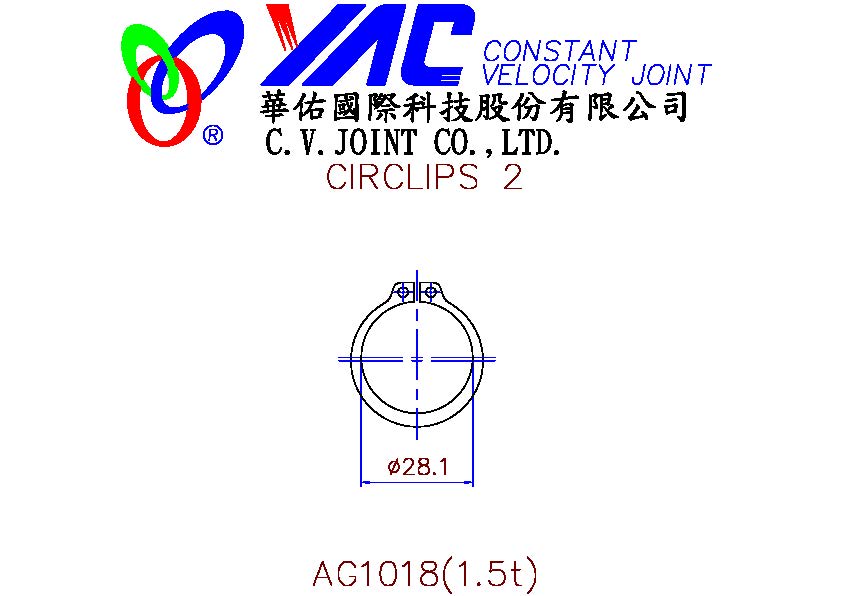 YAC
CONSTANT
VELOCITY JOINT
®
華佑國際科技股份有限公司
C.V.JOINT CO.,LTD.
CIRCLIPS 2
ø28.1
AG1018(1.5t)